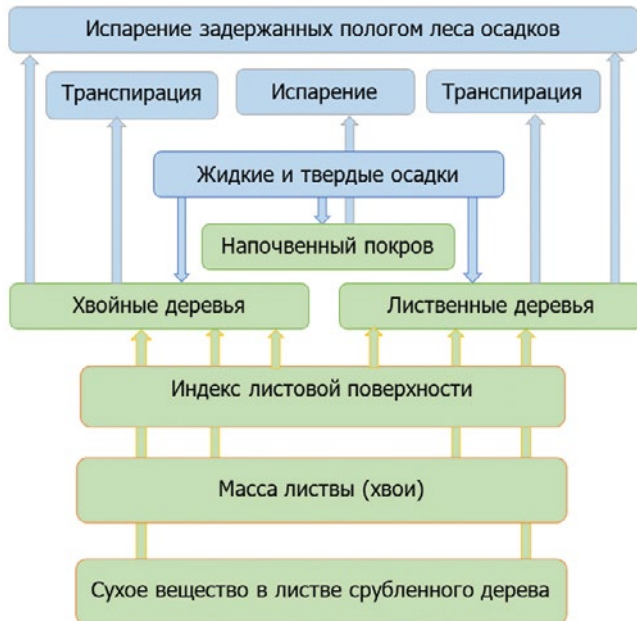 Испарение задержанных пологом леса осадков
Транспирация
Испарение
Транспирация
Жидкие и твердые осадки
Напочвенный покров
Хвойные деревья
Лиственные деревья
Индекс листовой поверхности
Масса листвы (хвои)
Сухое вещество в листве срубленного дерева